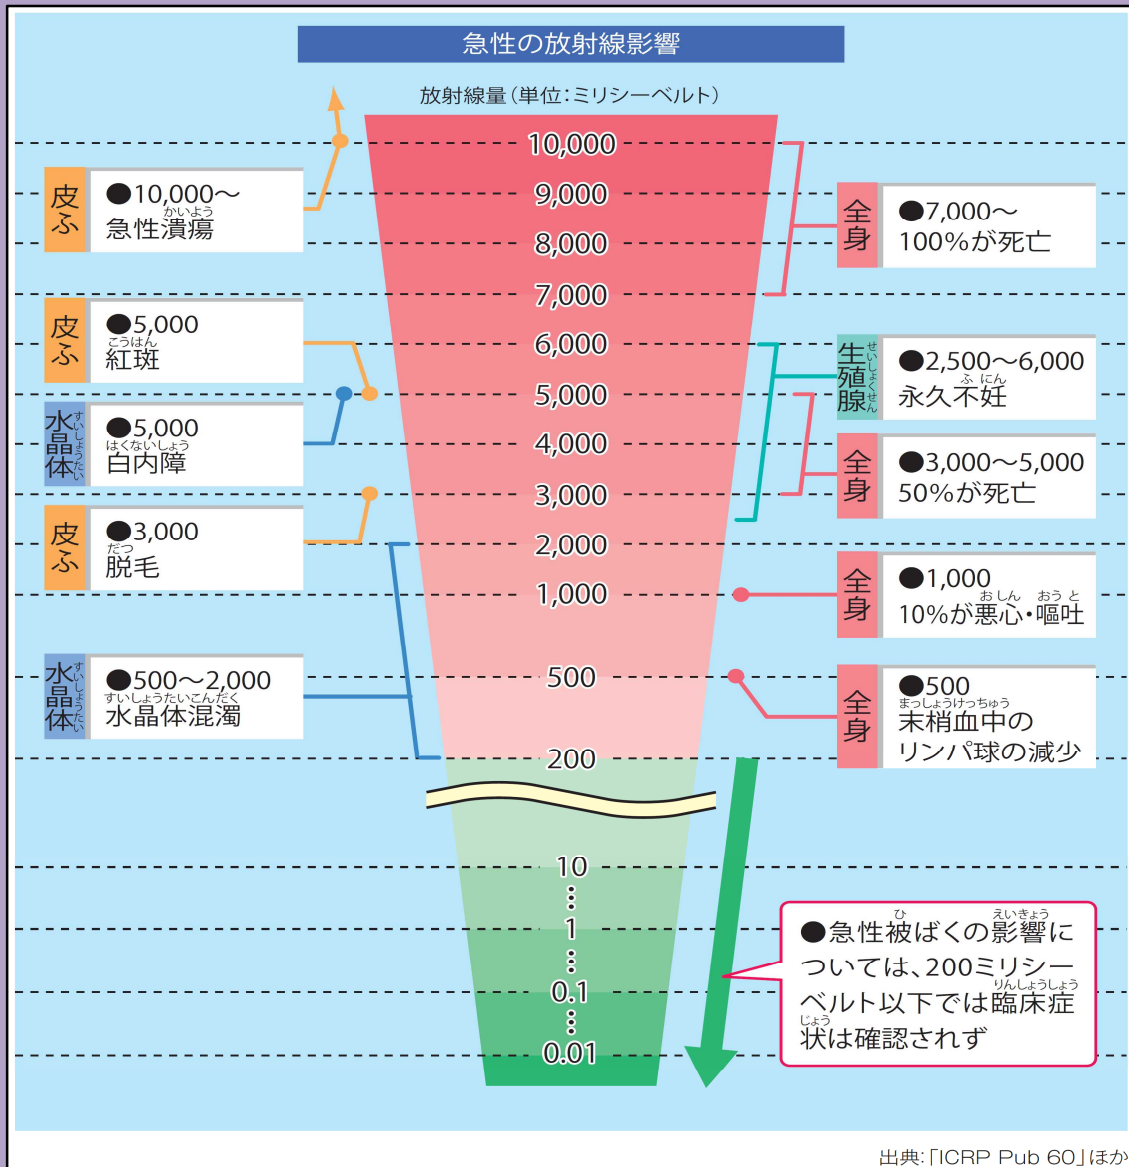 急性の放射線影響
放射線量(単位:ミリシーベルト)
10,000
9,000
8,000
7,000
6,000
5,000
4,000
3,000
2,000
1,000
500
200
10
1
0.1
0.01
皮ふ
●10,000〜
かいよう
急性潰瘍
皮ふ
●5,000
こうはん
紅斑
水晶体
すいしょうたい
●5,000
はくないしょう
白内障
皮ふ
●3,000
だつ
脱毛
水晶体
すいしょうたい
●500〜2,000
すいしょうたいこんだく
水晶体混濁
全身
●7,000〜
100%が死亡
生殖腺
せいしょくせん
●2,500〜6,000
ふにん
永久不妊
全身
●3,000〜5,000
50%が死亡
全身
●1,000
おしん おうと
10%が悪心・嘔吐
全身
●500
まっしょうけっちゅう
末梢血中の
リンパ球の減少
ひ えいきょう
●急性被ばくの影響に
ついては、200ミリシー
りんしょうしょう
ベルト以下では臨床症
じょう
状は確認されず
出典:「ICRP Pub 60」ほか